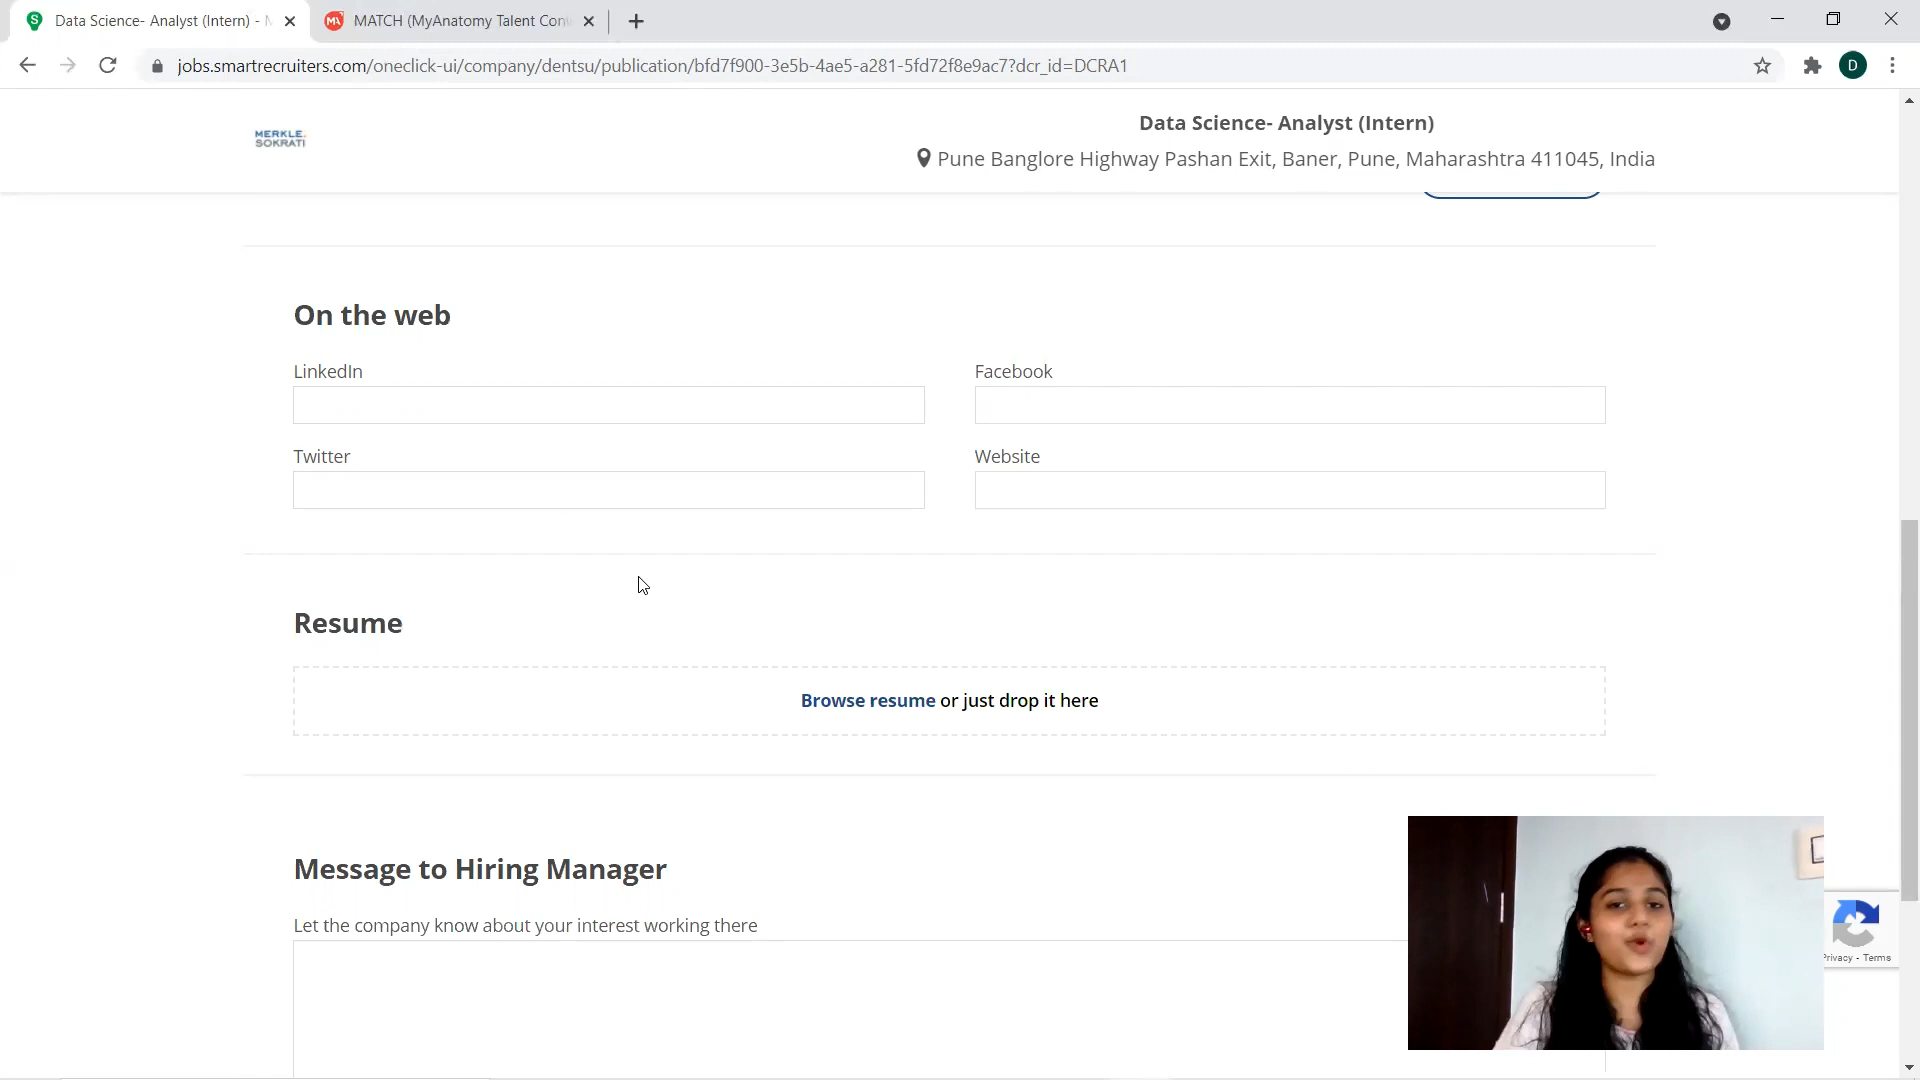 Data Science- Analyst (Intern) -
MATCH (MyAnatomy Talent Con
jobs.smartrecruiters.com/oneclick-ui/company/dentsu/publication/bfd7f900-3e5b-4ae5-a281-5fd72f8e9ac7?dcr_id=DCRA1
D
MERKLE
SOKRATI
Data Science- Analyst (Intern)
Pune Banglore Highway Pashan Exit, Baner, Pune, Maharashtra 411045, India
On the web
LinkedIn
Facebook
Twitter
Website
Resume
Browse resume or just drop it here
Message to Hiring Manager
Let the company know about your interest working there
Privacy - Terms